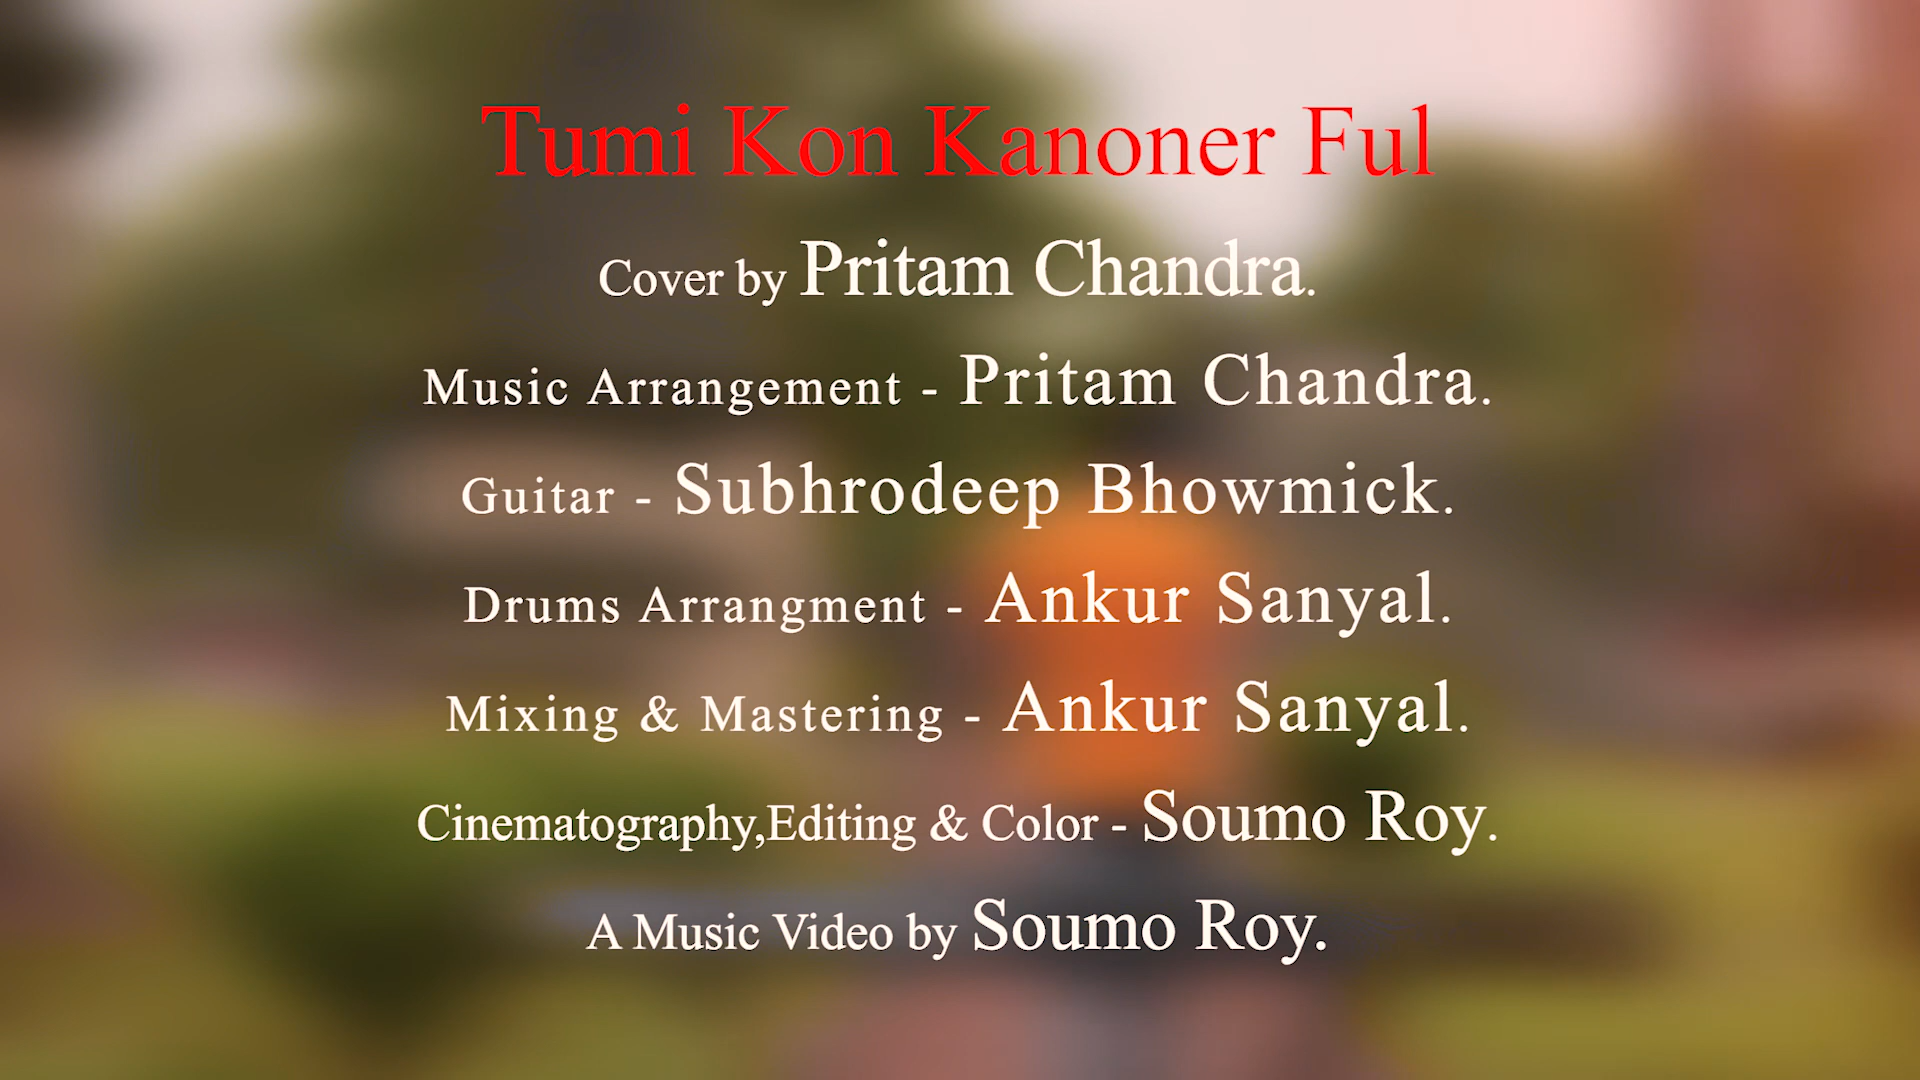 Tumi Kon Kanoner Ful
Cover by Pritam Chandra.
Music Arrangement - Pritam Chandra.
Guitar - Subhrodeep Bhowmick.
Drums Arrangment - Ankur Sanyal.
Mixing & Mastering - Ankur Sanyal.
Cinematography,Editing & Color - Soumo Roy.
A Music Video by Soumo Roy.